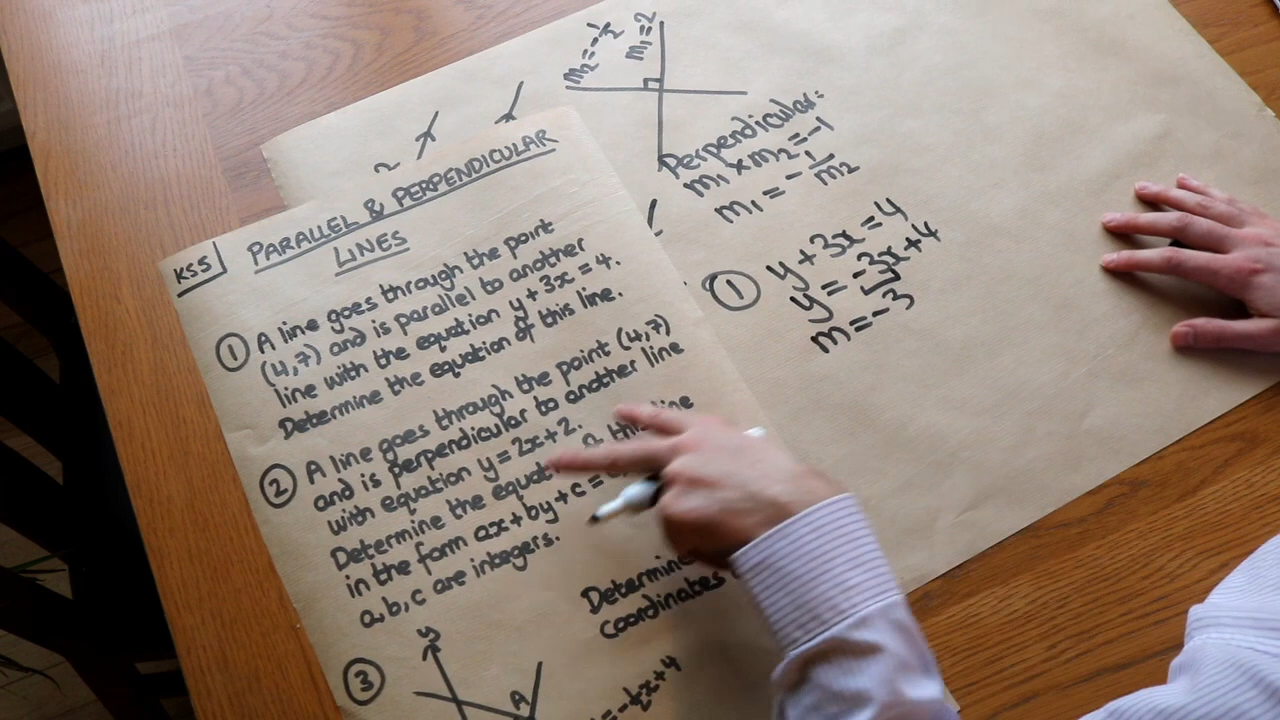 m₂=-½
m₁=2
Perpendicular:
m₁×m₂=-1
m₁=-1/m₂
KS5
PARALLEL & PERPENDICULAR
LINES
① A line goes through the point
(4,7) and is parallel to another
line with the equation y+3x=4.
Determine the equation of this line.
② A line goes through the point (4,7)
and is perpendicular to another line
with equation y=2x+2.
Determine the line
in the form ax+by+c=
a,b,c are integers.
③
y
A
Determine
coordinates
=-½x+4
① y+3x=4
y=-3x+4
m=-3